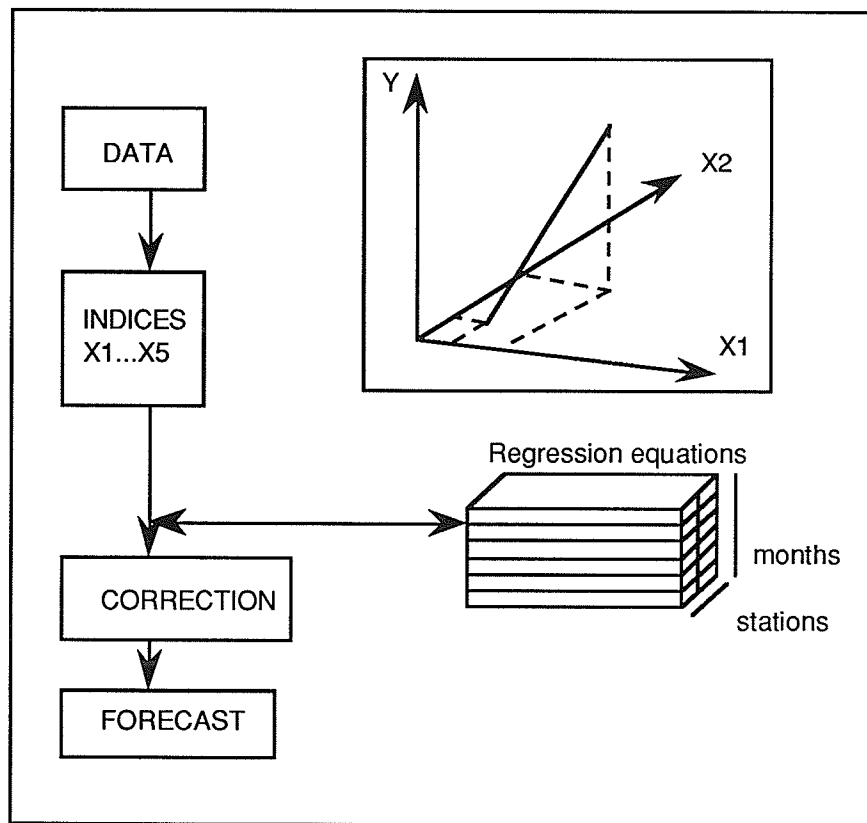 DATA
INDICES
X1...X5
CORRECTION
FORECAST
Y
X2
X1
Regression equations
months
stations